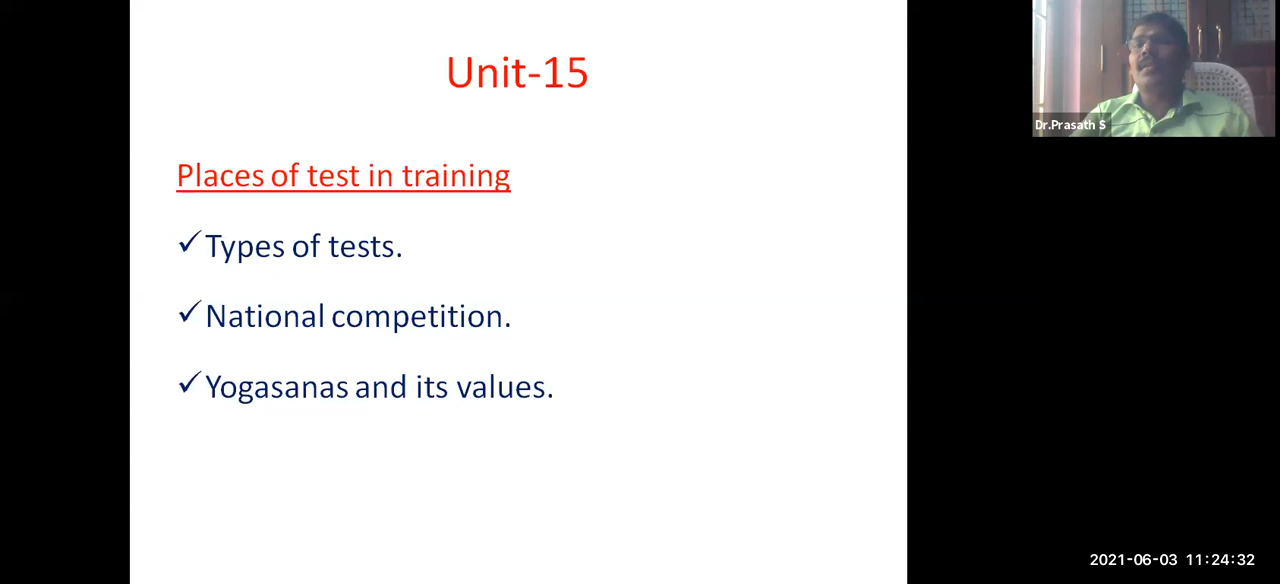 Unit-15
Dr.Prasath S
Places of test in training
✓Types of tests.
✓National competition.
✓Yogasanas and its values.
2021-06-03 11:24:32